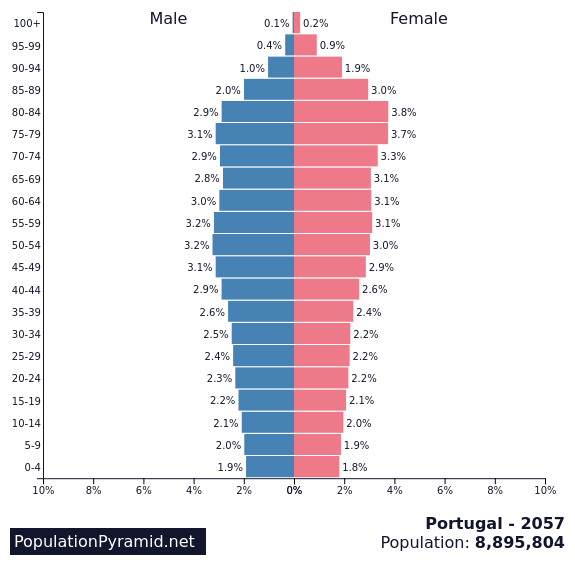 Male Female
100+ 0.1% 0.2%
95-99 0.4% 0.9%
90-94 1.0% 1.9%
85-89 2.0% 3.0%
80-84 2.9% 3.8%
75-79 3.1% 3.7%
70-74 2.9% 3.3%
65-69 2.8% 3.1%
60-64 3.0% 3.1%
55-59 3.2% 3.1%
50-54 3.2% 3.0%
45-49 3.1% 2.9%
40-44 2.9% 2.6%
35-39 2.6% 2.4%
30-34 2.5% 2.2%
25-29 2.4% 2.2%
20-24 2.3% 2.2%
15-19 2.2% 2.1%
10-14 2.1% 2.0%
5-9 2.0% 1.9%
0-4 1.9% 1.8%
10% 8% 6% 4% 2% 0% 2% 4% 6% 8% 10%
Portugal - 2057
PopulationPyramid.net Population: 8,895,804